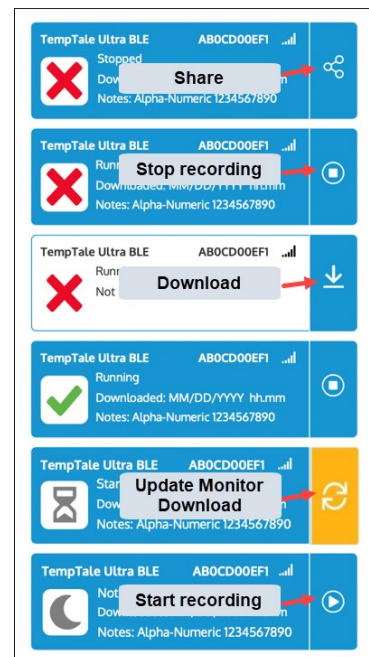 TempTale Ultra BLE AB0CD00EF1
Stopped
Share
Notes: Alpha-Numeric 1234567890
TempTale Ultra BLE AB0CD00EF1
Stop recording
Downloaded: MM/DD/YYYY hh.mm
Notes: Alpha-Numeric 1234567890
TempTale Ultra BLE AB0CD00EF1
Download
Not
TempTale Ultra BLE AB0CD00EF1
Running
Downloaded: MM/DD/YYYY hh.mm
Notes: Alpha-Numeric 1234567890
TempTale Ultra BLE AB0CD00EF1
Update Monitor
Download
Notes: Alpha-Numeric 1234567890
TempTale Ultra BLE AB0CD00EF1
Not
Start recording
Notes: Alpha-Numeric 1234567890